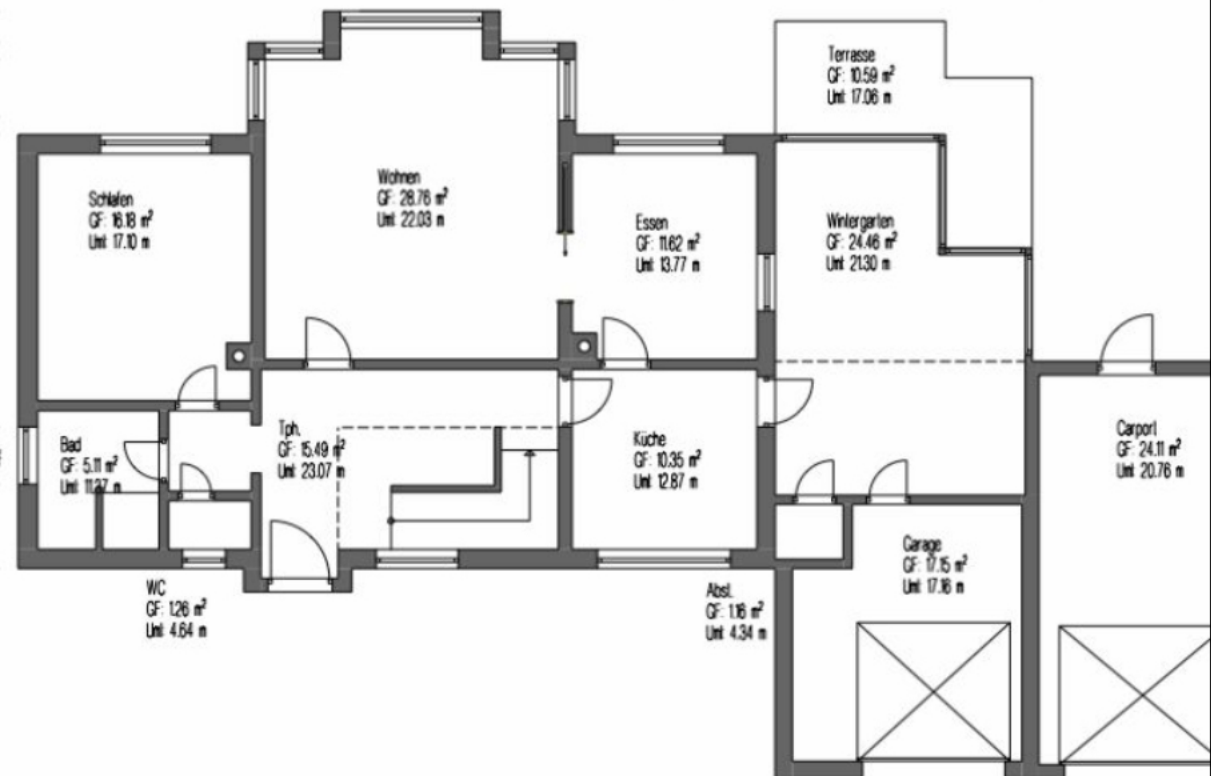 Terrasse
GF: 10.59 m²
Uml: 17.06 m
Schlafen
GF: 16.18 m²
Uml: 17.10 m
Wohnen
GF: 28.76 m²
Uml: 22.03 m
Essen
GF: 11.62 m²
Uml: 13.77 m
Wintergarten
GF: 24.46 m²
Uml: 21.30 m
Bad
GF: 5.11 m²
Uml: 11.27 m
Tph.
GF: 15.49 m²
Uml: 23.07 m
Küche
GF: 10.35 m²
Uml: 12.87 m
Carport
GF: 24.11 m²
Uml: 20.76 m
Garage
GF: 17.15 m²
Uml: 17.16 m
WC
GF: 1.26 m²
Uml: 4.64 m
Abst.
GF: 1.16 m²
Uml: 4.34 m